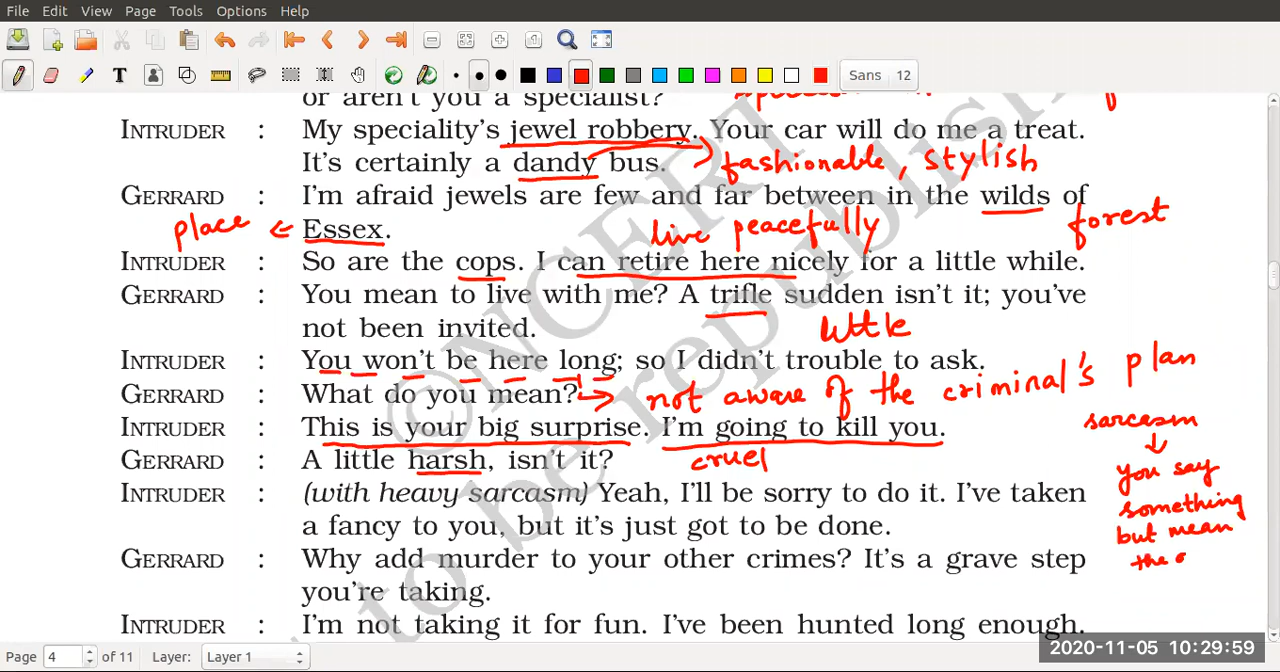 File Edit View Page Tools Options Help
T Sans 12
or aren't you a specialist?
INTRUDER : My speciality's jewel robbery. Your car will do me a treat.
It's certainly a dandy bus. fashionable, stylish
GERRARD : I'm afraid jewels are few and far between in the wilds of
place Essex. live peacefully forest
INTRUDER : So are the cops. I can retire here nicely for a little while.
GERRARD : You mean to live with me? A trifle sudden isn't it; you've
not been invited. little
INTRUDER : You won't be here long; so I didn't trouble to ask.
GERRARD : What do you mean? not aware of the criminal's plan
INTRUDER : This is your big surprise. I'm going to kill you. sarcasm
GERRARD : A little harsh, isn't it? cruel
you say
INTRUDER : (with heavy sarcasm) Yeah, I'll be sorry to do it. I've taken
something
a fancy to you, but it's just got to be done. but mean
GERRARD : Why add murder to your other crimes? It's a grave step
the
you're taking.
INTRUDER : I'm not taking it for fun. I've been hunted long enough.
©NCERT
to be republish
2020-11-05 10:29:59
Page 4 of 11 Layer: Layer 1